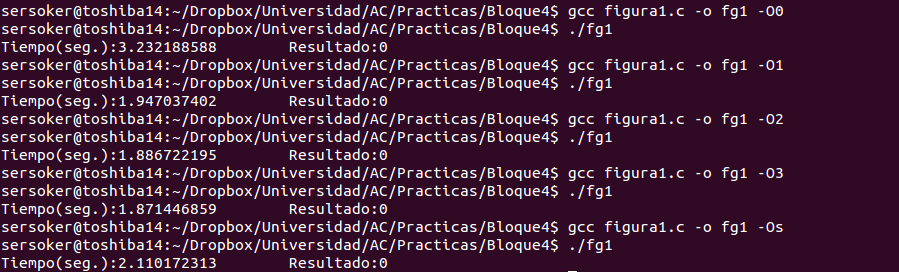 sersoker@toshiba14:~/Dropbox/Universidad/AC/Practicas/Bloque4$ gcc figura1.c -o fg1 -O0
sersoker@toshiba14:~/Dropbox/Universidad/AC/Practicas/Bloque4$ ./fg1
Tiempo(seg.):3.232188588        Resultado:0
sersoker@toshiba14:~/Dropbox/Universidad/AC/Practicas/Bloque4$ gcc figura1.c -o fg1 -O1
sersoker@toshiba14:~/Dropbox/Universidad/AC/Practicas/Bloque4$ ./fg1
Tiempo(seg.):1.947037402        Resultado:0
sersoker@toshiba14:~/Dropbox/Universidad/AC/Practicas/Bloque4$ gcc figura1.c -o fg1 -O2
sersoker@toshiba14:~/Dropbox/Universidad/AC/Practicas/Bloque4$ ./fg1
Tiempo(seg.):1.886722195        Resultado:0
sersoker@toshiba14:~/Dropbox/Universidad/AC/Practicas/Bloque4$ gcc figura1.c -o fg1 -O3
sersoker@toshiba14:~/Dropbox/Universidad/AC/Practicas/Bloque4$ ./fg1
Tiempo(seg.):1.871446859        Resultado:0
sersoker@toshiba14:~/Dropbox/Universidad/AC/Practicas/Bloque4$ gcc figura1.c -o fg1 -Os
sersoker@toshiba14:~/Dropbox/Universidad/AC/Practicas/Bloque4$ ./fg1
Tiempo(seg.):2.110172313        Resultado:0